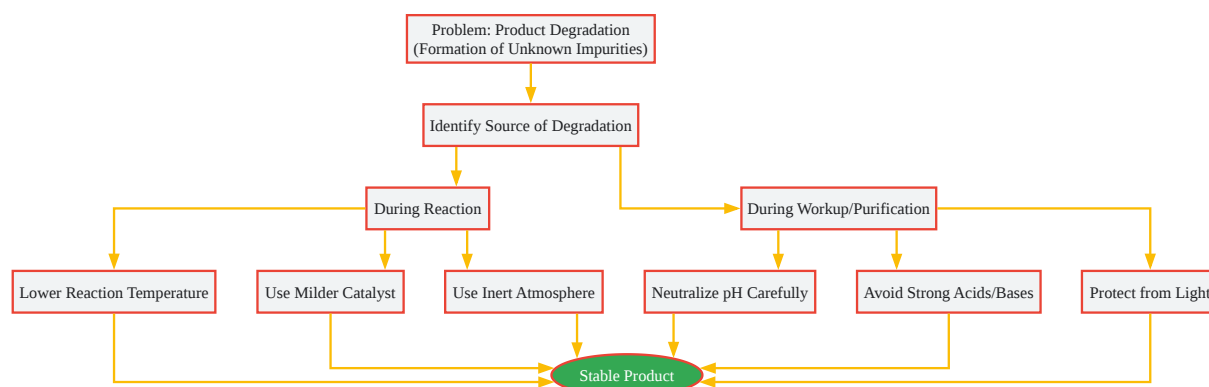 Problem: Product Degradation
(Formation of Unknown Impurities)
Identify Source of Degradation
During Reaction
During Workup/Purification
Lower Reaction Temperature
Use Milder Catalyst
Use Inert Atmosphere
Neutralize pH Carefully
Avoid Strong Acids/Bases
Protect from Light
Stable Product